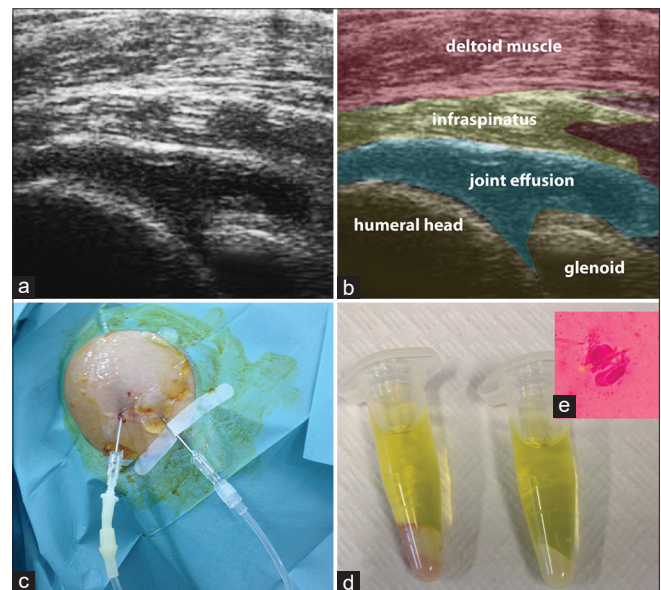 deltoid muscle
infraspinatus
joint effusion
humeral head
glenoid
a
b
e
c
d